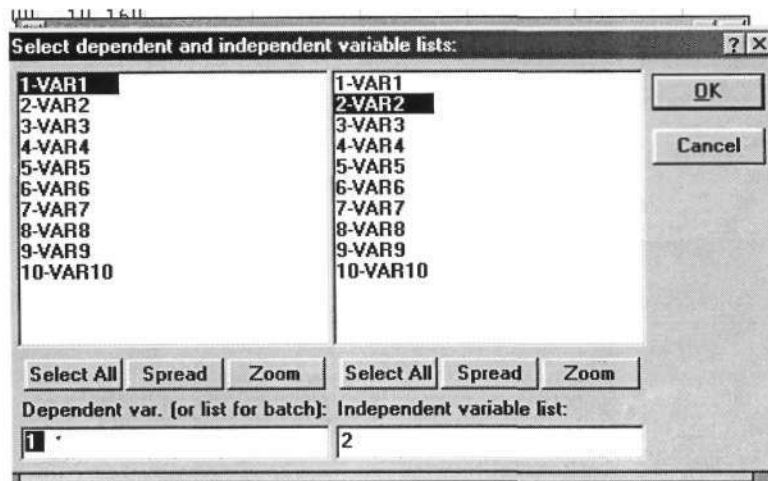 Select dependent and independent variable lists:
? X
1-VAR1
2-VAR2
3-VAR3
4-VAR4
5-VAR5
6-VAR6
7-VAR7
8-VAR8
9-VAR9
10-VAR10
1-VAR1
2-VAR2
3-VAR3
4-VAR4
5-VAR5
6-VAR6
7-VAR7
8-VAR8
9-VAR9
10-VAR10
OK
Cancel
Select All Spread Zoom
Select All Spread Zoom
Dependent var. (or list for batch):
1
Independent variable list:
2